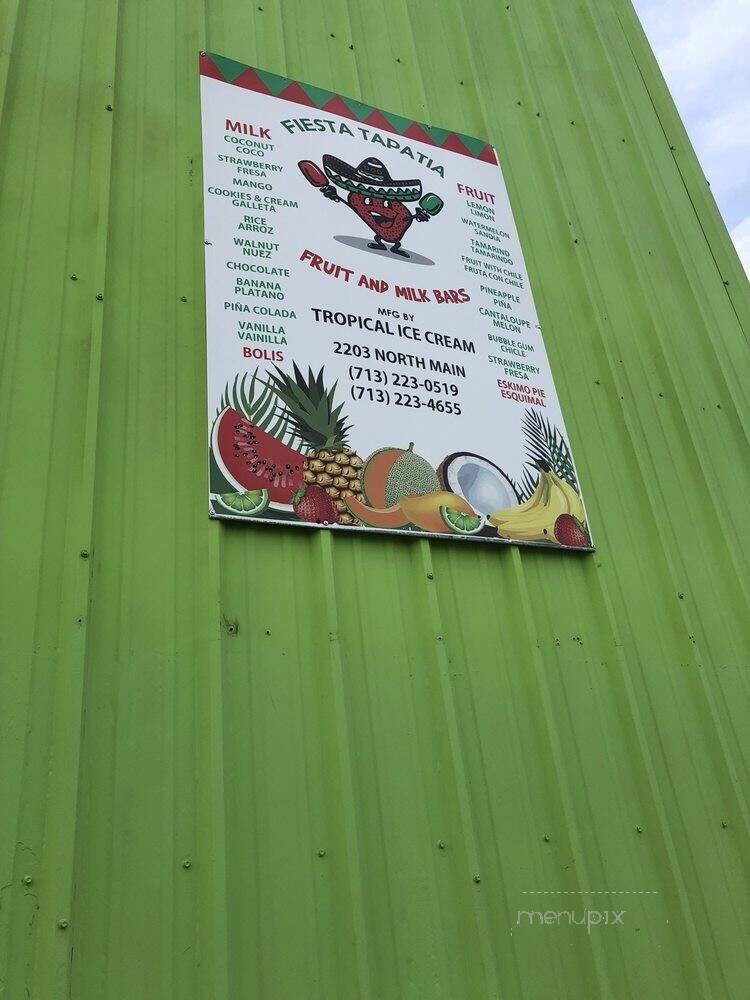 FIESTA TAPATIA
MILK
COCONUT
COCO
STRAWBERRY
FRESA
MANGO
COOKIES & CREAM
GALLETA
RICE
ARROZ
WALNUT
NUEZ
CHOCOLATE
BANANA
PLATANO
PIÑA COLADA
VANILLA
VAINILLA
BOLIS
FRUIT
LEMON
LIMON
WATERMELON
SANDIA
TAMARIND
TAMARINDO
FRUIT WITH CHILE
FRUTA CON CHILE
PINEAPPLE
PIÑA
CANTALOUPE
MELON
BUBBLE GUM
CHICLE
STRAWBERRY
FRESA
ESKIMO PIE
ESQUIMAL
FRUIT AND MILK BARS
MFG BY
TROPICAL ICE CREAM
2203 NORTH MAIN
(713) 223-0519
(713) 223-4655
menupix